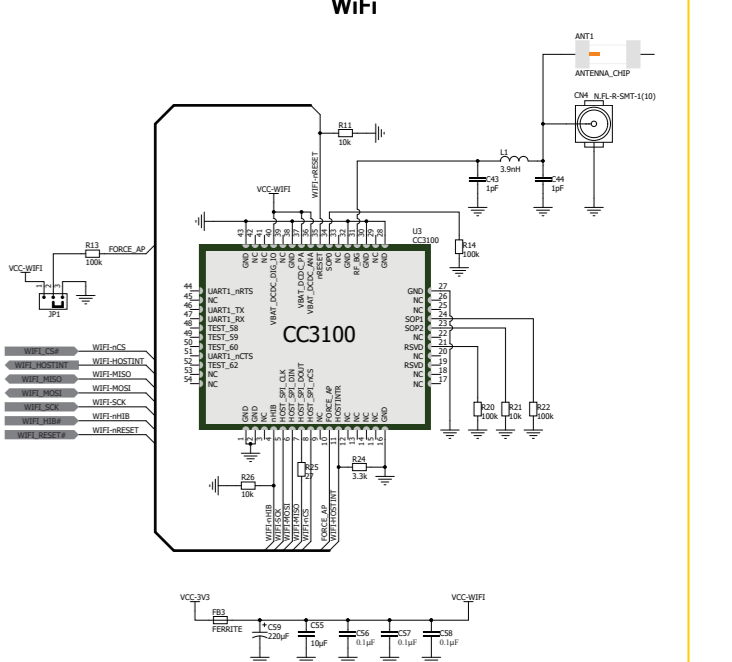 WiFi
ANT1
ANTENNA_CHIP
CN4 N.FL-R-SMT-1(10)
R11
10k
WIFI-nRESET
L1
3.9nH
C43
1pF
C44
1pF
VCC-WIFI
R13
100k
FORCE_AP
VCC-WIFI
1
2
3
JP1
R14
100k
U3
CC3100
43
42
41
40
39
38
37
36
35
34
33
32
31
30
29
28
GND
NC
NC
VBAT_DCDC_DIG_IO
NC
GND
VBAT_DCDC_PA
VBAT_DCDC_ANA
nRESET
SOP0
NC
GND
RF_BG
GND
NC
GND
44 UART1_nRTS
45 NC
46 UART1_TX
47 UART1_RX
48 TEST_58
49 TEST_59
50 TEST_60
51 UART1_nCTS
52 TEST_62
53 NC
54 NC
CC3100
GND 27
NC 26
NC 25
SOP1 24
SOP2 23
NC 22
RSVD 21
NC 20
RSVD 19
NC 18
NC 17
WIFI_CS# WIFI-nCS
WIFI_HOSTINT WIFI-HOSTINT
WIFI_MISO WIFI-MISO
WIFI_MOSI WIFI-MOSI
WIFI_SCK WIFI-SCK
WIFI_HIB# WIFI-nHIB
WIFI_RESET# WIFI-nRESET
GND
GND
NC
nHIB
HOST_SPI_CLK
HOST_SPI_DIN
HOST_SPI_DOUT
HOST_SPI_nCS
NC
FORCE_AP
HOSTINTR
NC
NC
NC
NC
GND
1
2
3
4
5
6
7
8
9
10
11
12
13
14
15
16
R20
100k
R21
10k
R22
100k
R26
10k
R25
27
R24
3.3k
WIFI-nHIB
WIFI-SCK
WIFI-MOSI
WIFI-MISO
WIFI-nCS
FORCE_AP
WIFI-HOSTINT
VCC-3V3
VCC-WIFI
FB3
FERRITE
+
C59
220µF
C55
10µF
C56
0.1µF
C57
0.1µF
C58
0.1µF